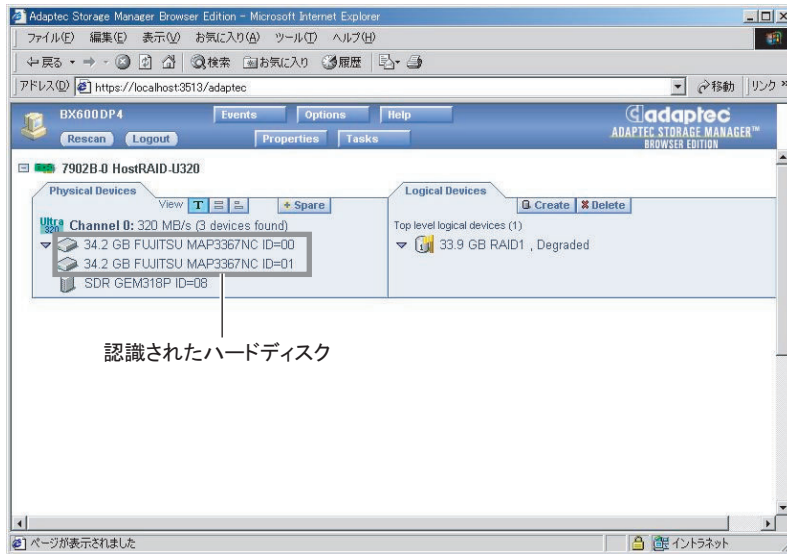 Adaptec Storage Manager Browser Edition - Microsoft Internet Explorer
ファイル(F) 編集(E) 表示(V) お気に入り(A) ツール(T) ヘルプ(H)
戻る 検索 お気に入り 履歴
アドレス(D) https://localhost:3513/adaptec 移動 リンク »
BX600DP4 Events Options Help
Rescan Logout Properties Tasks
adaptec
ADAPTEC STORAGE MANAGER™
BROWSER EDITION
7902B-0 HostRAID-U320
Physical Devices
View T + Spare
Ultra 320 Channel 0: 320 MB/s (3 devices found)
34.2 GB FUJITSU MAP3367NC ID=00
34.2 GB FUJITSU MAP3367NC ID=01
SDR GEM318P ID=08
Logical Devices
Create Delete
Top level logical devices (1)
1 33.9 GB RAID1 , Degraded
認識されたハードディスク
ページが表示されました イントラネット